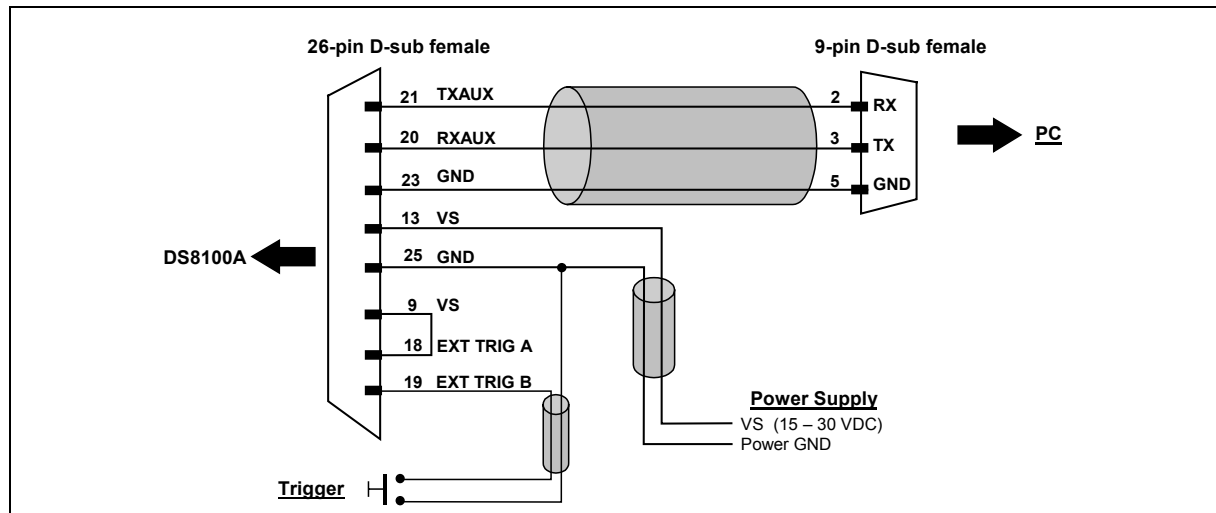 26-pin D-sub female
9-pin D-sub female
21 TXAUX
2 RX
20 RXAUX
3 TX
PC
23 GND
5 GND
13 VS
DS8100A
25 GND
9 VS
18 EXT TRIG A
19 EXT TRIG B
Power Supply
VS (15 – 30 VDC)
Power GND
Trigger